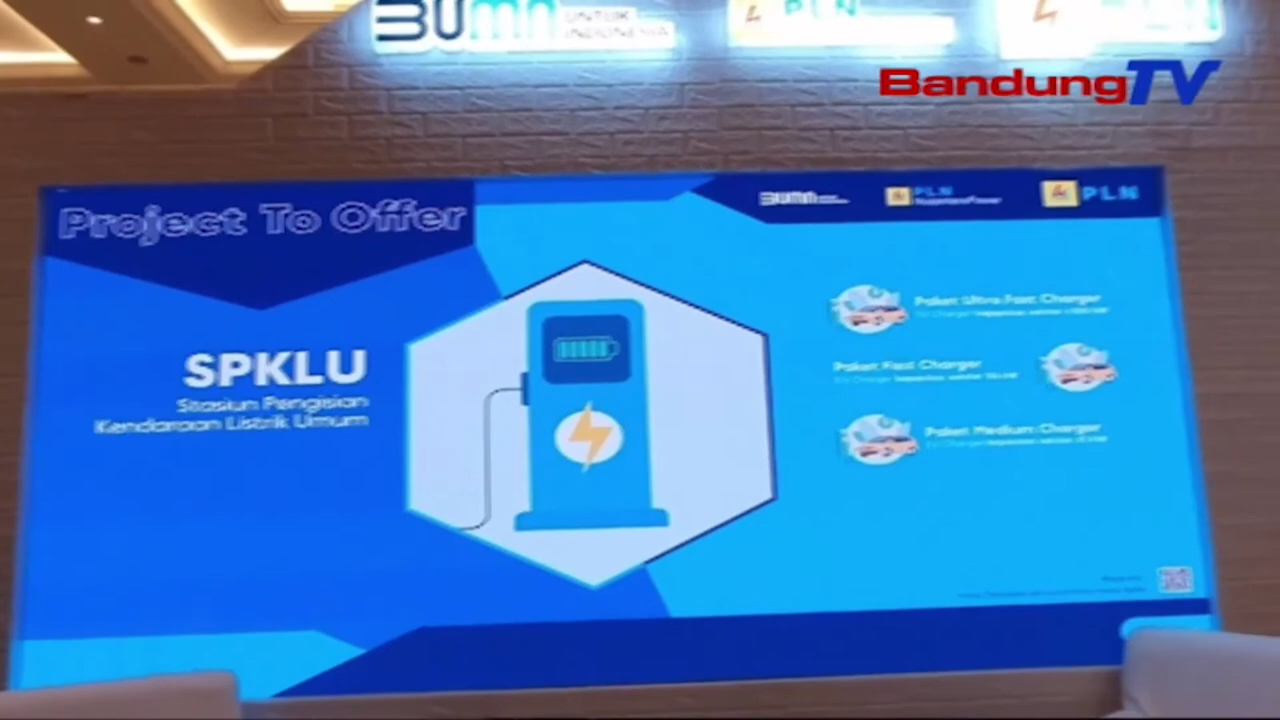 BUMN UNTUK
INDONESIA
PLN
BandungTV
Project To Offer
BUMN
PLN
PLN
SPKLU
Stasiun Pengisian
Kendaraan Listrik Umum
Paket Ultra Fast Charger
Paket Fast Charger
Paket Medium Charger